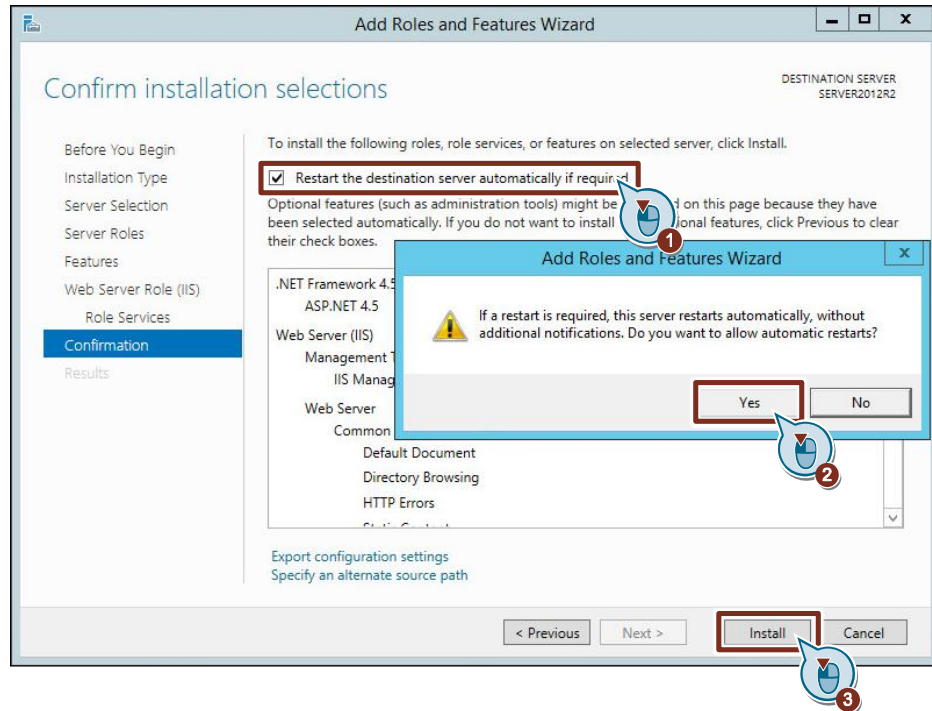 Add Roles and Features Wizard
Confirm installation selections
DESTINATION SERVER
SERVER2012R2
Before You Begin
Installation Type
Server Selection
Server Roles
Features
Web Server Role (IIS)
Role Services
Confirmation
Results
To install the following roles, role services, or features on selected server, click Install.
Restart the destination server automatically if required
Optional features (such as administration tools) might be on this page because they have
been selected automatically. If you do not want to install features, click Previous to clear
their check boxes.
1
.NET Framework 4.5
ASP.NET 4.5
Web Server (IIS)
Management
IIS
Web Server
Common
Default Document
Directory Browsing
HTTP Errors
Add Roles and Features Wizard
x
If a restart is required, this server restarts automatically, without
additional notifications. Do you want to allow automatic restarts?
Yes
No
2
Export configuration settings
Specify an alternate source path
< Previous
Next >
Install
Cancel
3